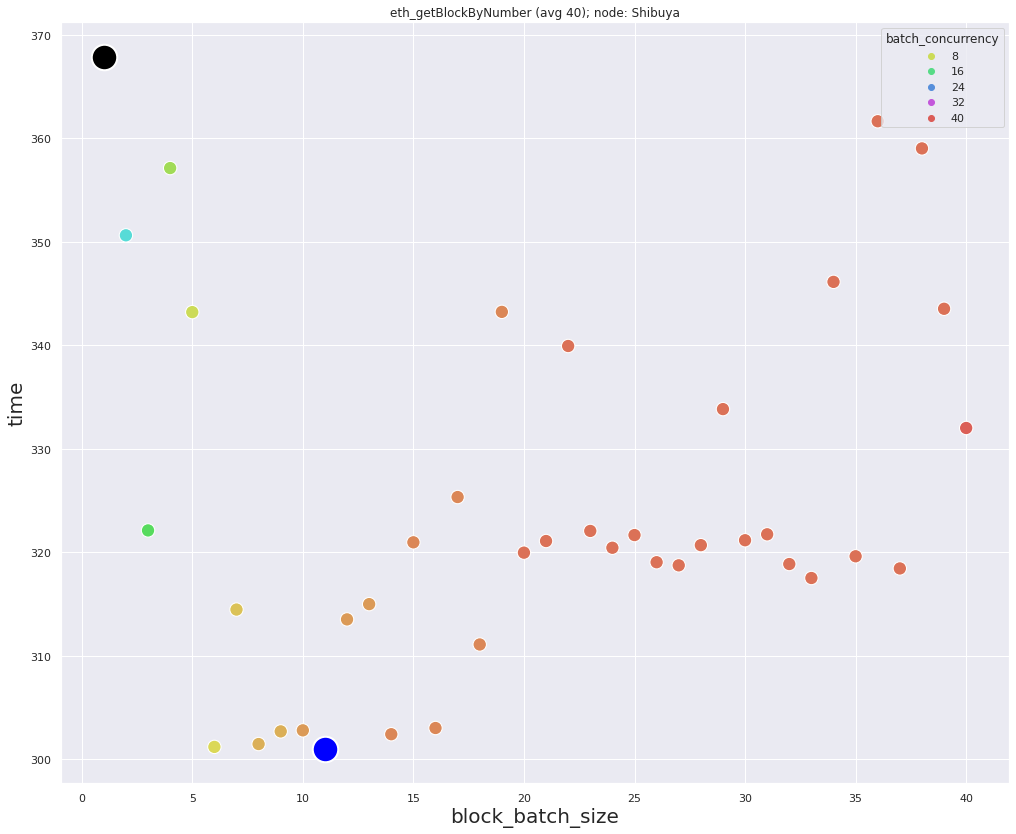 eth_getBlockByNumber (avg 40); node: Shibuya
batch_concurrency
8
16
24
32
40
370
360
350
340
330
320
310
300
time
0 5 10 15 20 25 30 35 40
block_batch_size